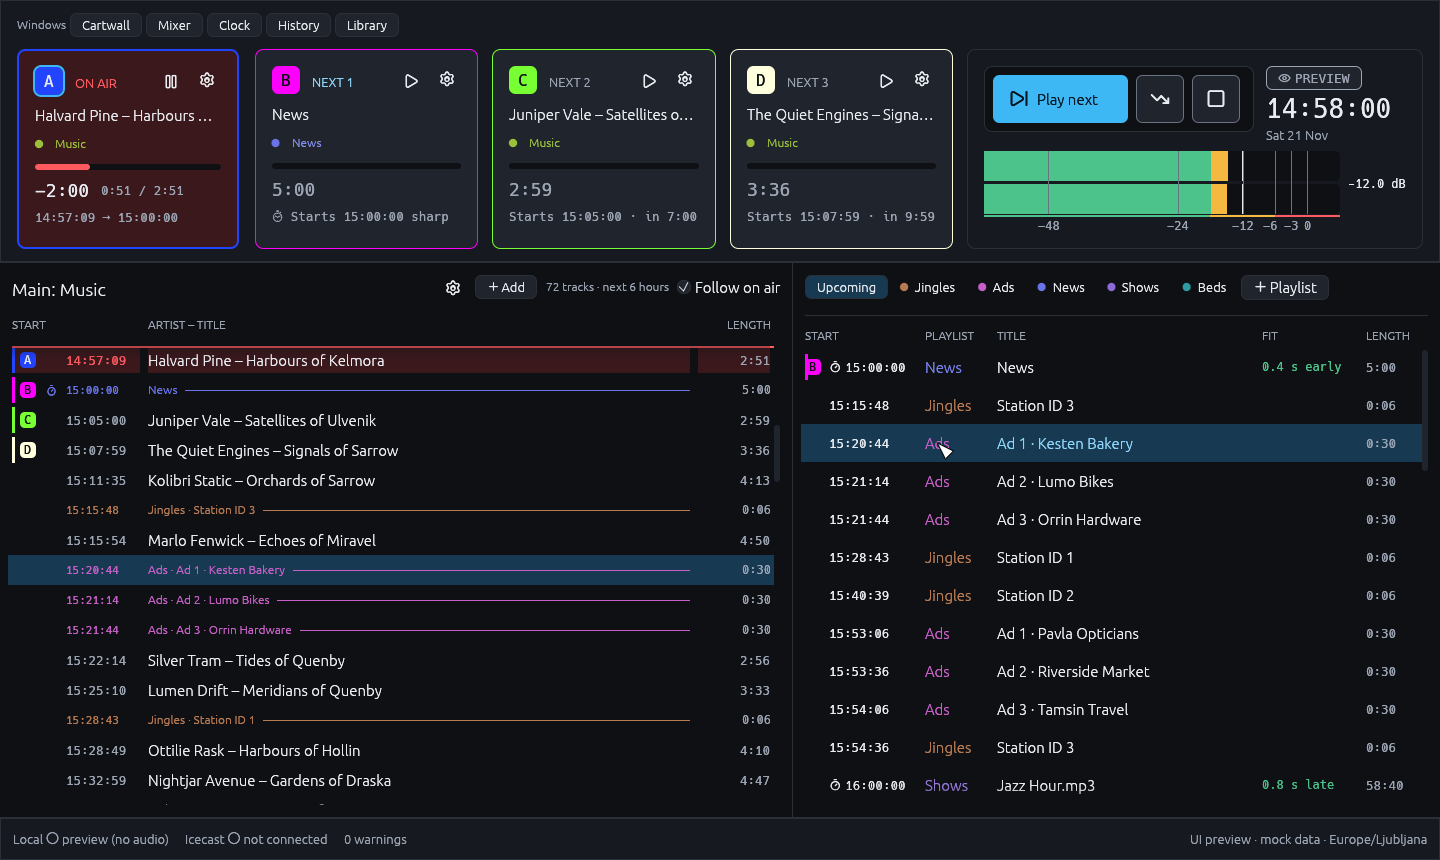 Windows Cartwall Mixer Clock History Library
A ON AIR
Halvard Pine – Harbours ...
Music
−2:00 0:51 / 2:51
14:57:09 → 15:00:00
B NEXT 1
News
News
5:00
Starts 15:00:00 sharp
C NEXT 2
Juniper Vale – Satellites o...
Music
2:59
Starts 15:05:00 · in 7:00
D NEXT 3
The Quiet Engines – Signa...
Music
3:36
Starts 15:07:59 · in 9:59
Play next
PREVIEW
14:58:00
Sat 21 Nov
-12.0 dB
−48 −24 −12 −6 −3 0
Main: Music + Add 72 tracks · next 6 hours Follow on air
START ARTIST – TITLE LENGTH
A 14:57:09 Halvard Pine – Harbours of Kelmora 2:51
B 15:00:00 News 5:00
C 15:05:00 Juniper Vale – Satellites of Ulvenik 2:59
D 15:07:59 The Quiet Engines – Signals of Sarrow 3:36
15:11:35 Kolibri Static – Orchards of Sarrow 4:13
15:15:48 Jingles · Station ID 3 0:06
15:15:54 Marlo Fenwick – Echoes of Miravel 4:50
15:20:44 Ads · Ad 1 · Kesten Bakery 0:30
15:21:14 Ads · Ad 2 · Lumo Bikes 0:30
15:21:44 Ads · Ad 3 · Orrin Hardware 0:30
15:22:14 Silver Tram – Tides of Quenby 2:56
15:25:10 Lumen Drift – Meridians of Quenby 3:33
15:28:43 Jingles · Station ID 1 0:06
15:28:49 Ottilie Rask – Harbours of Hollin 4:10
15:32:59 Nightjar Avenue – Gardens of Draska 4:47
Upcoming Jingles Ads News Shows Beds + Playlist
START PLAYLIST TITLE FIT LENGTH
B 15:00:00 News News 0.4 s early 5:00
15:15:48 Jingles Station ID 3 0:06
15:20:44 Ads Ad 1 · Kesten Bakery 0:30
15:21:14 Ads Ad 2 · Lumo Bikes 0:30
15:21:44 Ads Ad 3 · Orrin Hardware 0:30
15:28:43 Jingles Station ID 1 0:06
15:40:39 Jingles Station ID 2 0:06
15:53:06 Ads Ad 1 · Pavla Opticians 0:30
15:53:36 Ads Ad 2 · Riverside Market 0:30
15:54:06 Ads Ad 3 · Tamsin Travel 0:30
15:54:36 Jingles Station ID 3 0:06
16:00:00 Shows Jazz Hour.mp3 0.8 s late 58:40
Local preview (no audio) Icecast not connected 0 warnings
UI preview · mock data · Europe/Ljubljana